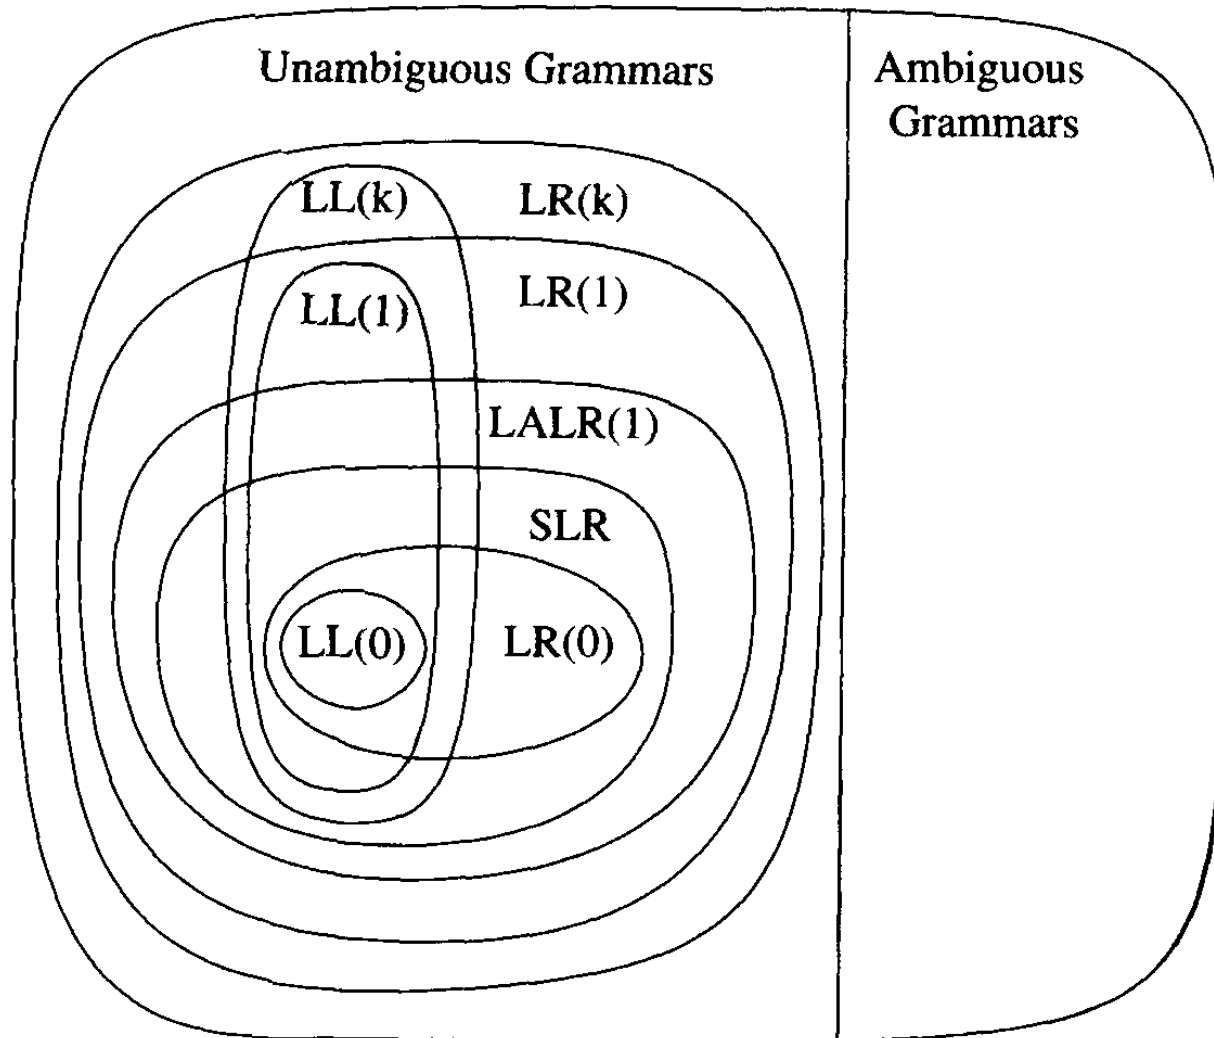 Unambiguous Grammars
Ambiguous
Grammars
LL(k)
LR(k)
LL(1)
LR(1)
LALR(1)
SLR
LL(0)
LR(0)